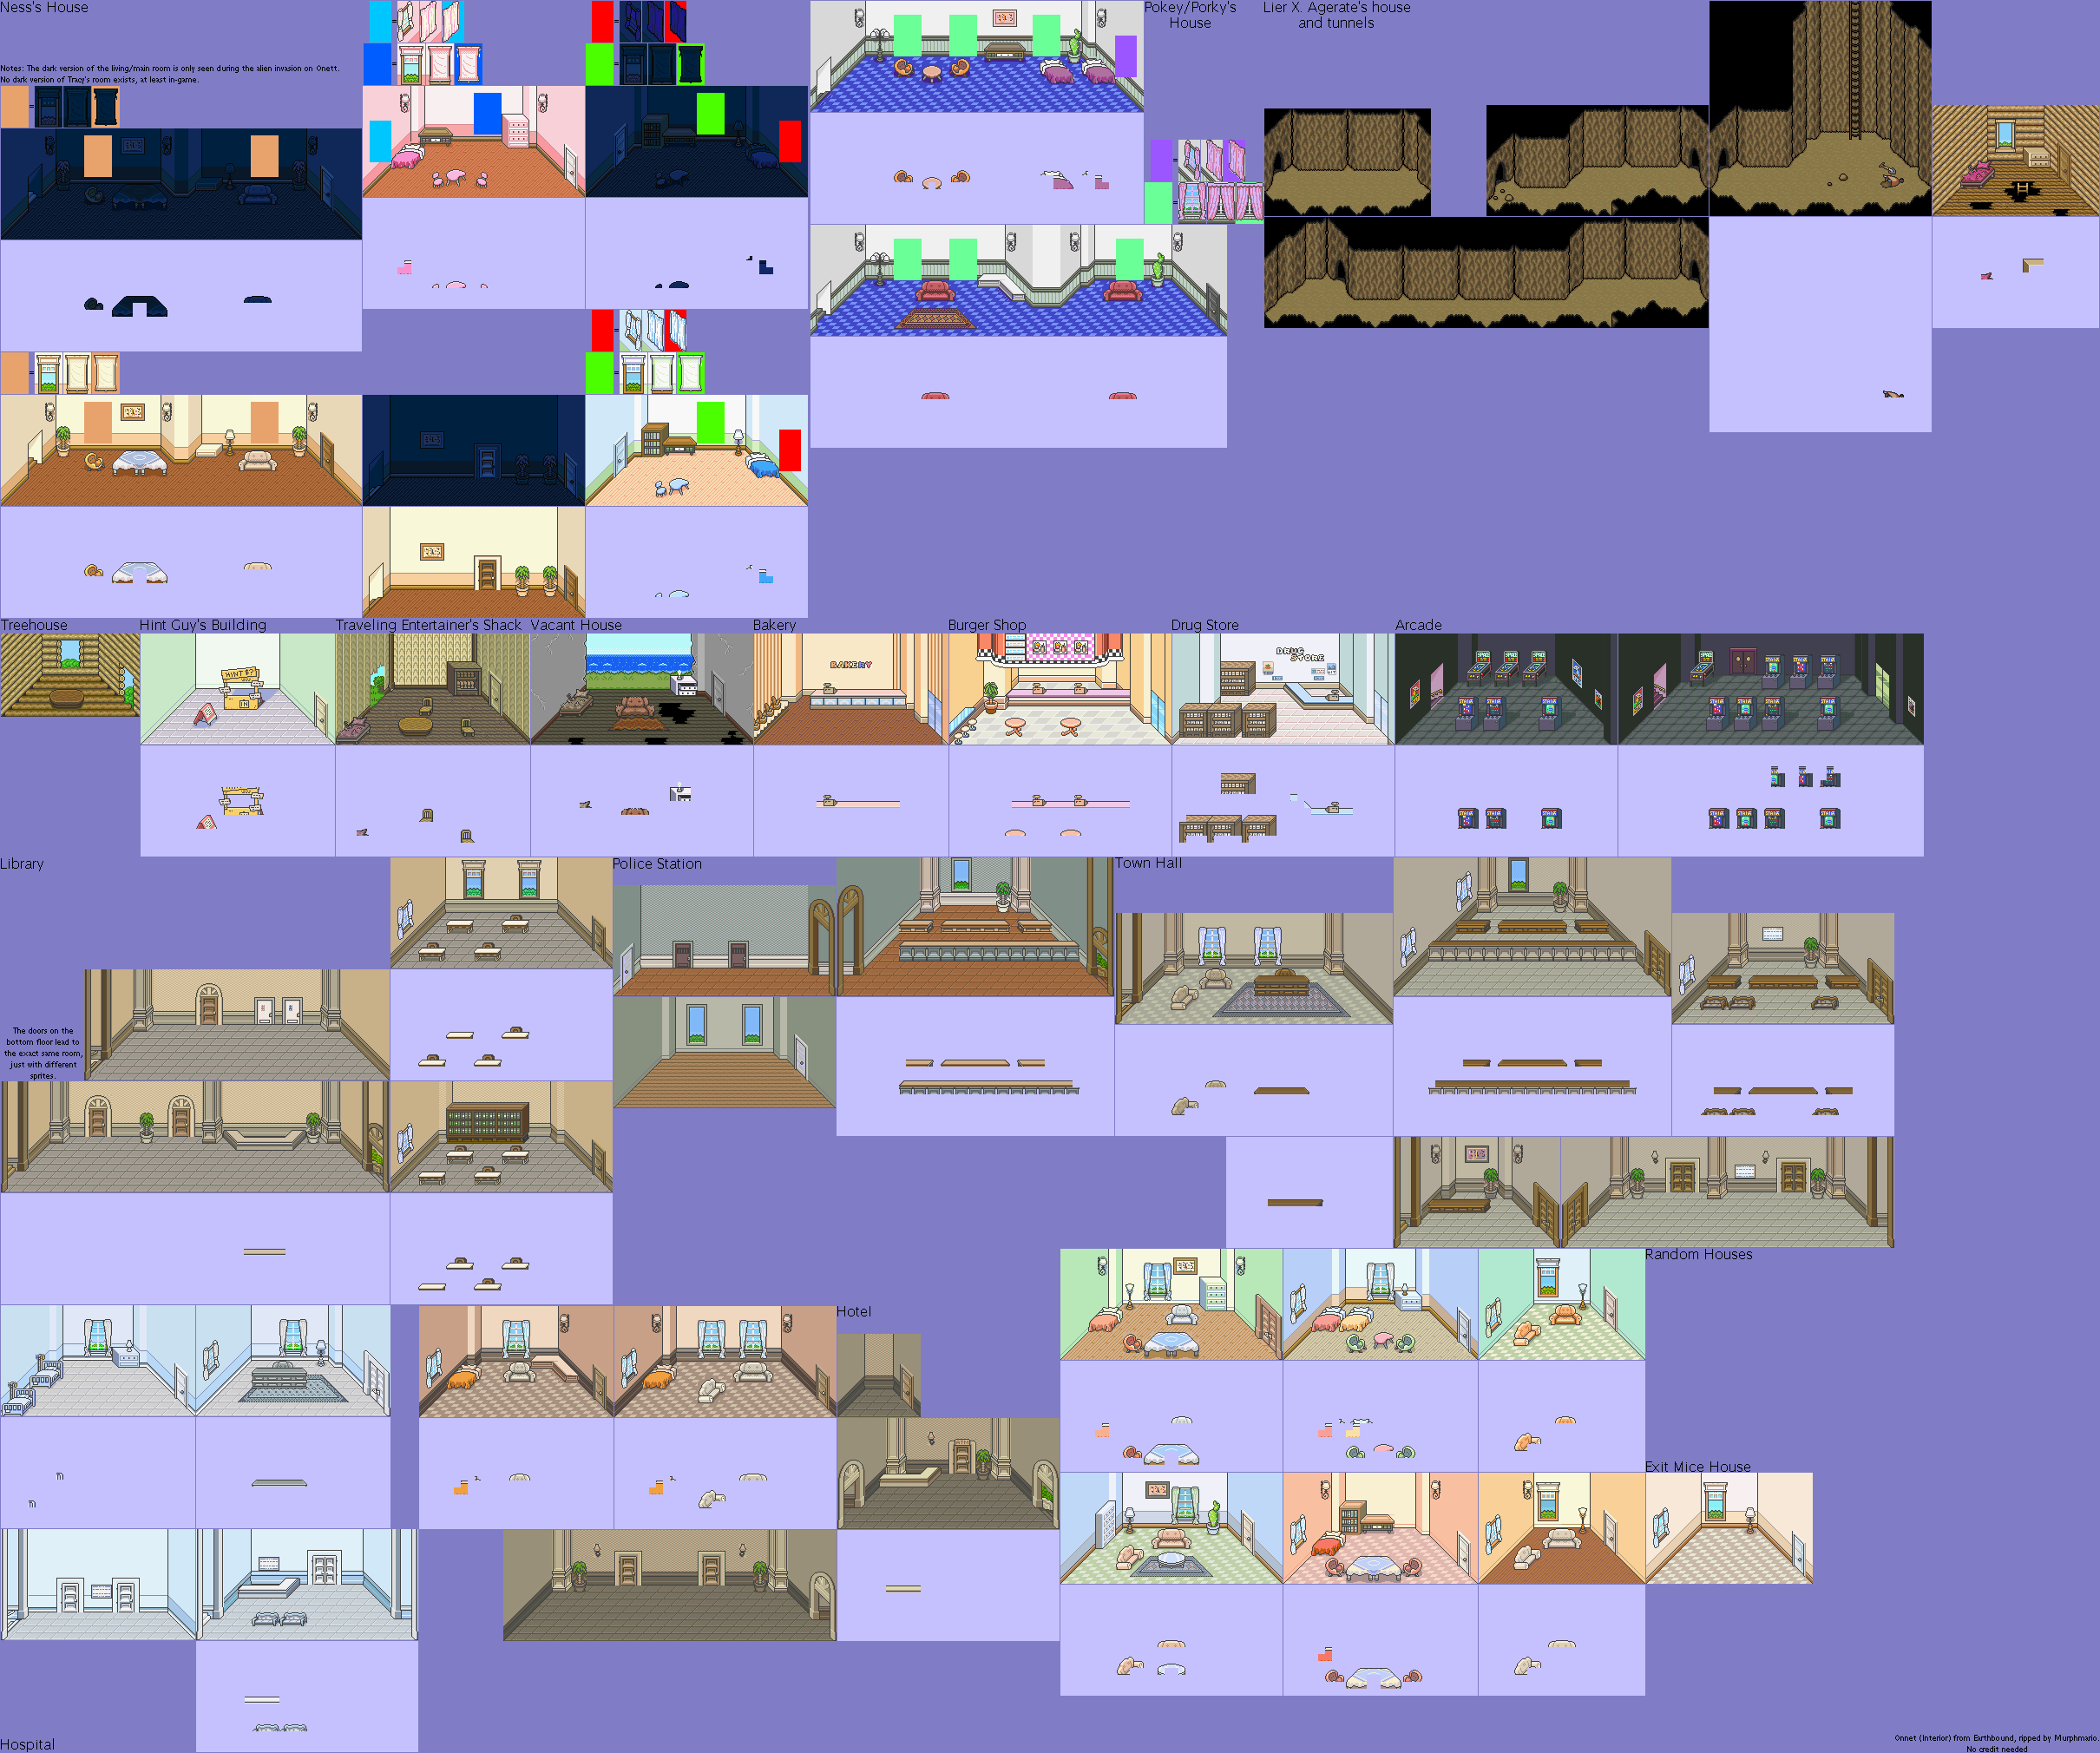 Ness's House
Notes: The dark version of the living/main room is only seen during the alien invasion on Onett.
No dark version of Tracy's room exists, at least in-game.
Pokey/Porky's
House
Lier X. Agerate's house
and tunnels
Treehouse
Hint Guy's Building
Traveling Entertainer's Shack
Vacant House
Bakery
Burger Shop
Drug Store
Arcade
HINT $?
BAKERY
DRUG
STORE
Library
Police Station
Town Hall
The doors on the
bottom floor lead to
the exact same room,
just with different
sprites.
Random Houses
Hotel
Exit Mice House
Hospital
Onnet (Interior) from Earthbound, ripped by Murphmario.
No credit needed